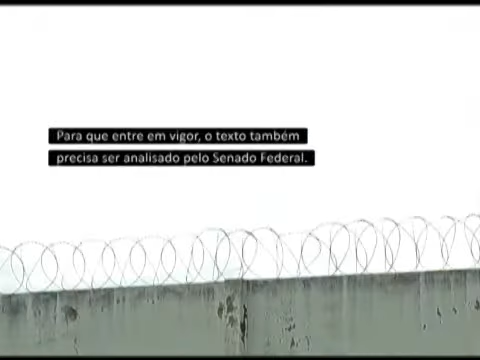 Para que entre em vigor, o texto também
precisa ser analisado pelo Senado Federal.